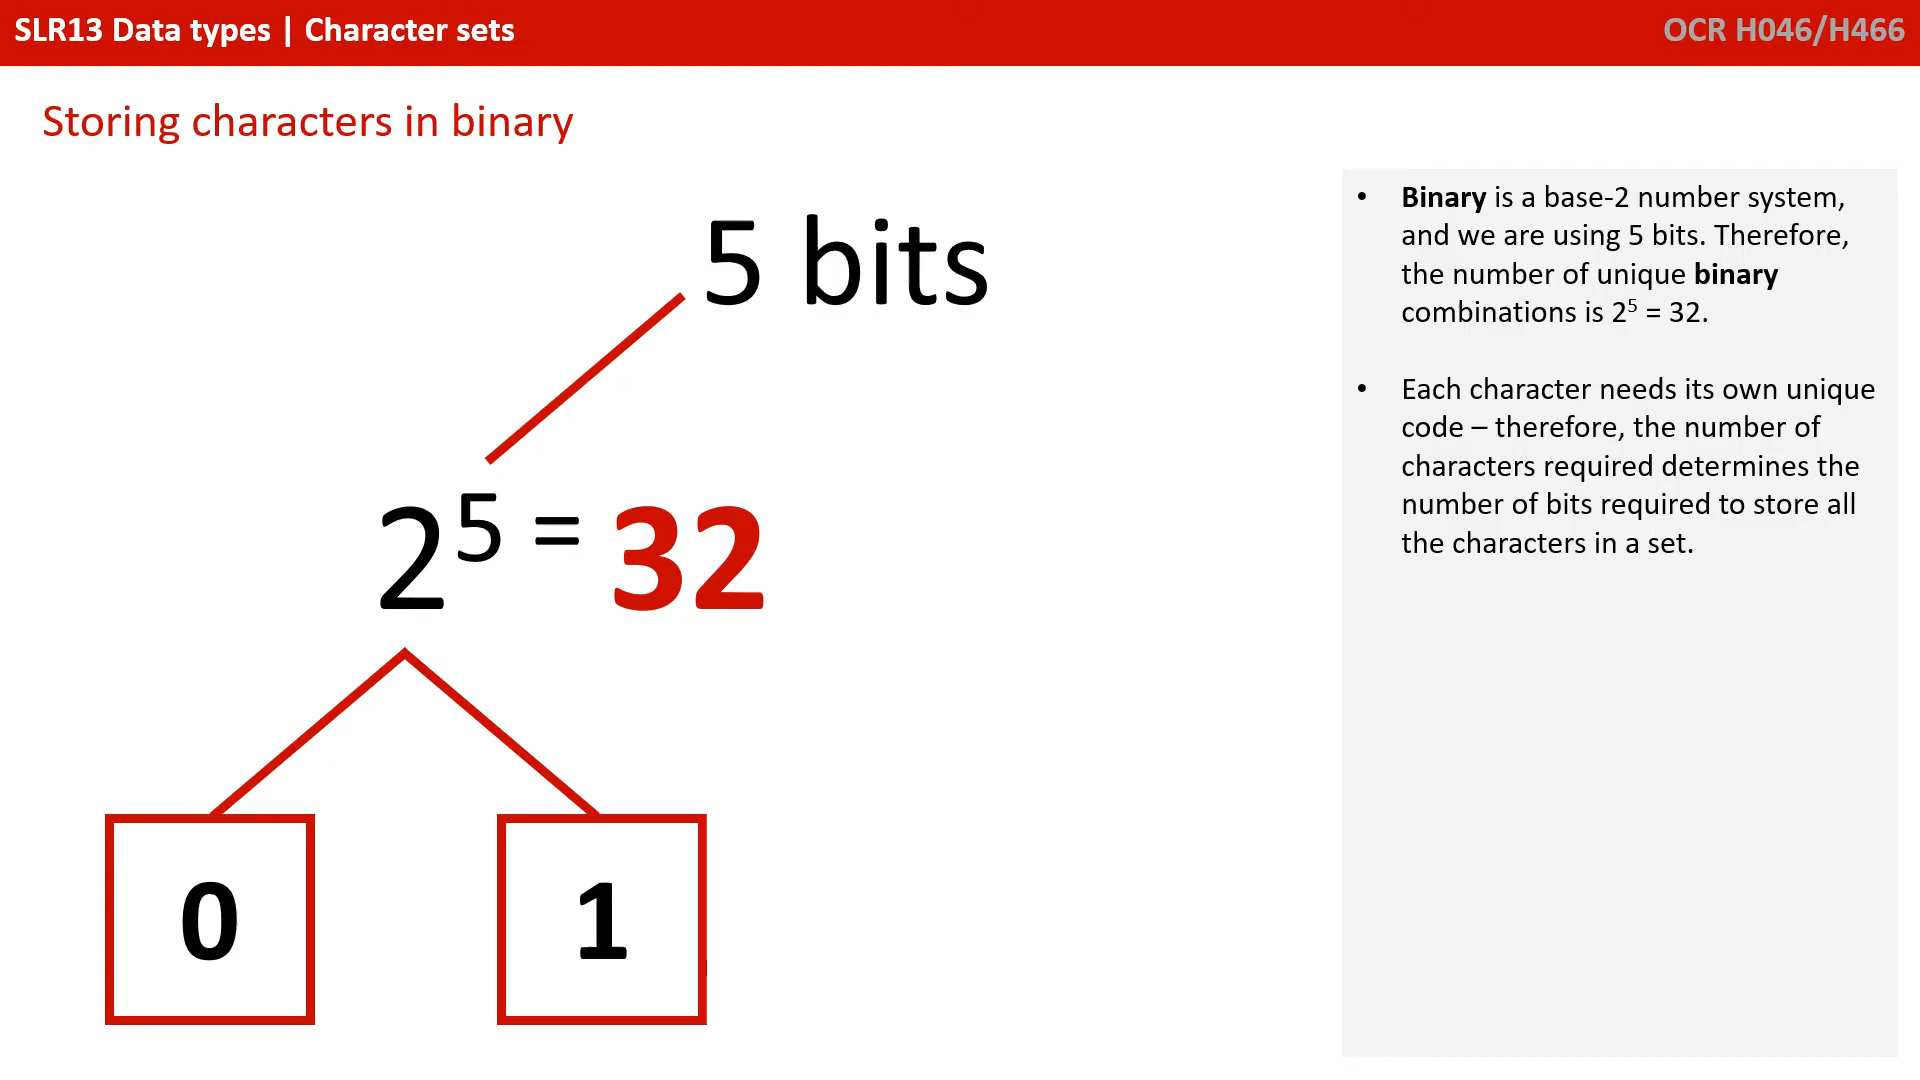 SLR13 Data types | Character sets
OCR H046/H466
Storing characters in binary
5 bits
2⁵ = 32
0
1
• Binary is a base-2 number system,
and we are using 5 bits. Therefore,
the number of unique binary
combinations is 2⁵ = 32.
• Each character needs its own unique
code – therefore, the number of
characters required determines the
number of bits required to store all
the characters in a set.